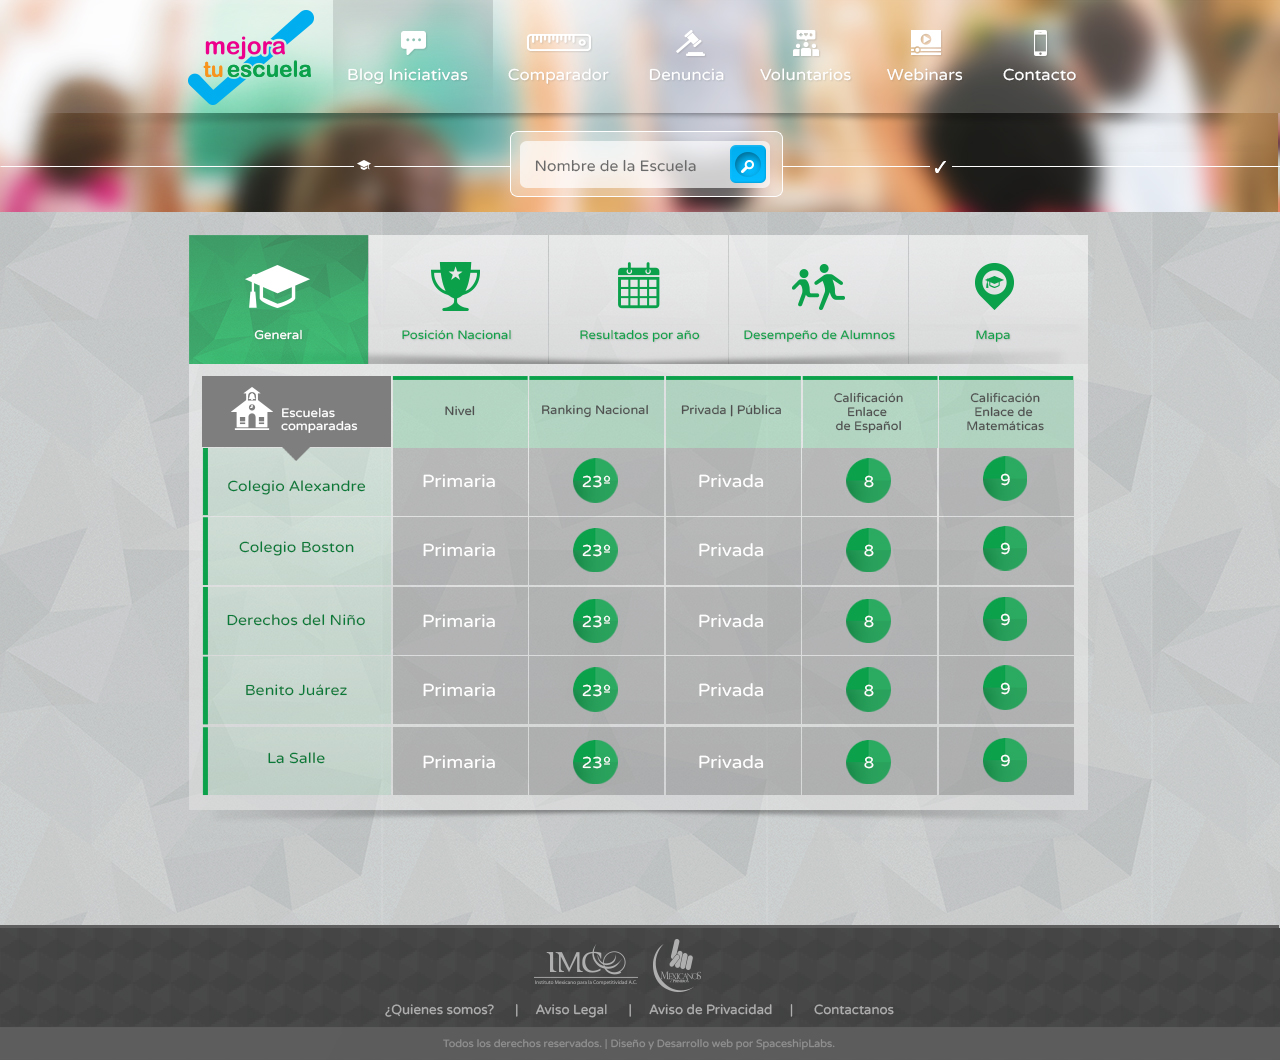 mejora
tu escuela
Blog Iniciativas
Comparador
Denuncia
Voluntarios
Webinars
Contacto
Nombre de la Escuela
General
Posición Nacional
Resultados por año
Desempeño de Alumnos
Mapa
Escuelas
comparadas
Nivel
Ranking Nacional
Privada | Pública
Calificación
Enlace
de Español
Calificación
Enlace de
Matemáticas
Colegio Alexandre Primaria 23º Privada 8 9
Colegio Boston Primaria 23º Privada 8 9
Derechos del Niño Primaria 23º Privada 8 9
Benito Juárez Primaria 23º Privada 8 9
La Salle Primaria 23º Privada 8 9
IMCO
Instituto Mexicano para la Competitividad A.C.
MEXICANOS
¿Quienes somos? | Aviso Legal | Aviso de Privacidad | Contactanos
Todos los derechos reservados. | Diseño y Desarrollo web por SpaceshipLabs.